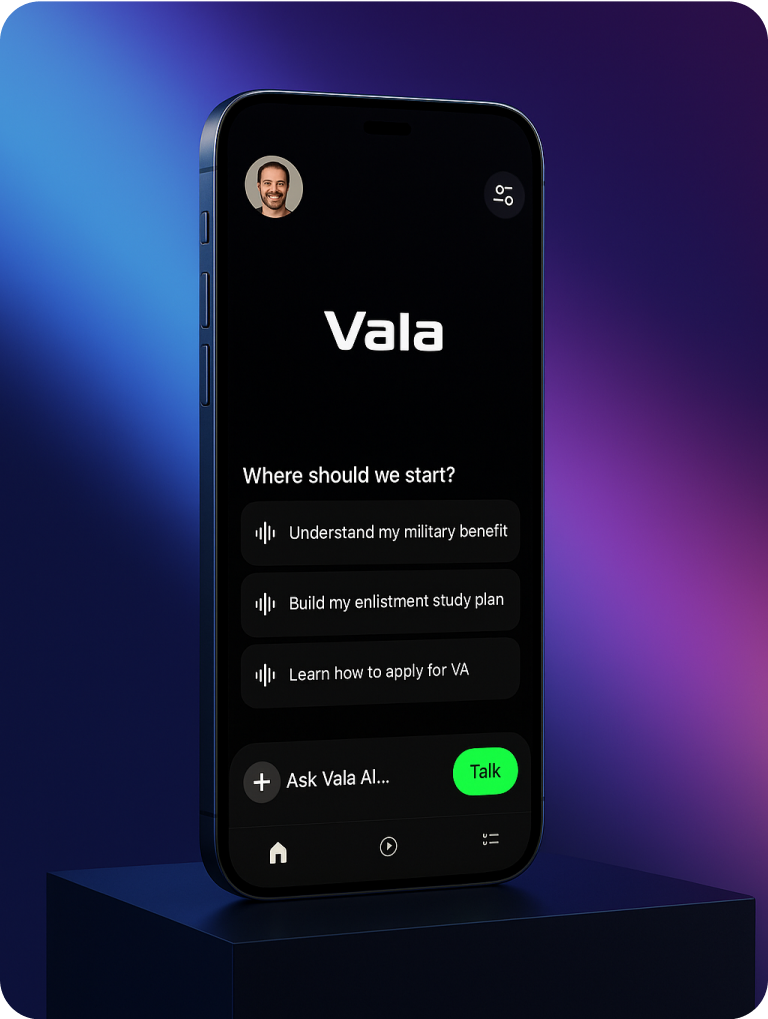 Vala
Where should we start?
Understand my military benefit
Build my enlistment study plan
Learn how to apply for VA
Ask Vala AI...
Talk